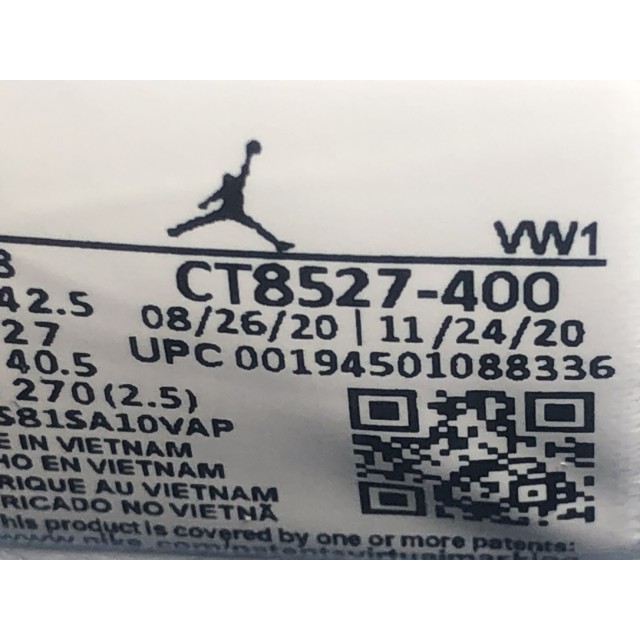 VW1
8
CT8527-400
42.5
08/26/20 | 11/24/20
27
UPC 00194501088336
40.5
270(2.5)
S81SA10VAP
E IN VIETNAM
HO EN VIETNAM
RIQUE AU VIETNAM
RICADO NO VIETNÃ
This product is covered by one or more patents: